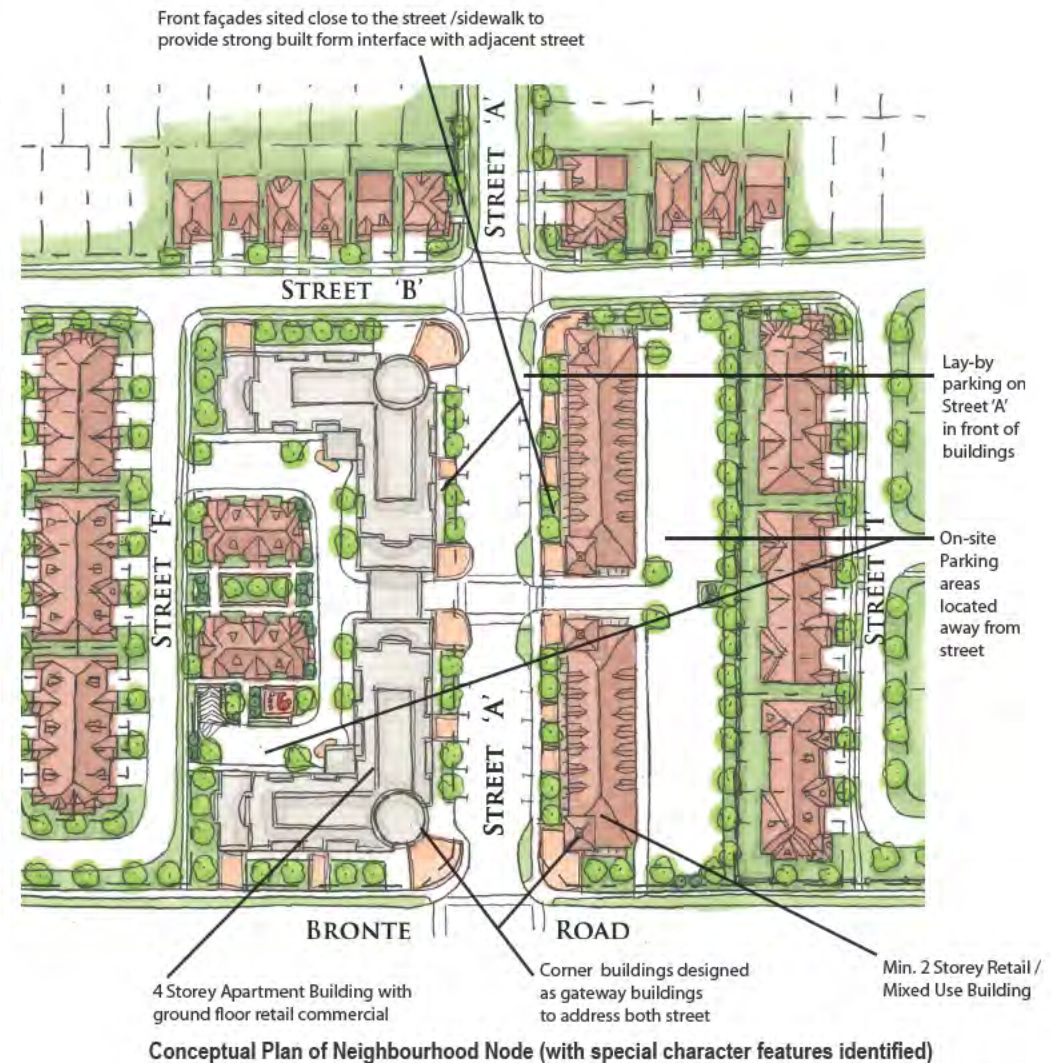 Front façades sited close to the street /sidewalk to
provide strong built form interface with adjacent street
STREET 'A'
STREET 'B'
Lay-by
parking on
Street 'A'
in front of
buildings
STREET 'F'
STREET 'I'
On-site
Parking
areas
located
away from
street
STREET 'A'
BRONTE ROAD
4 Storey Apartment Building with
ground floor retail commercial
Corner buildings designed
as gateway buildings
to address both street
Min. 2 Storey Retail /
Mixed Use Building
Conceptual Plan of Neighbourhood Node (with special character features identified)